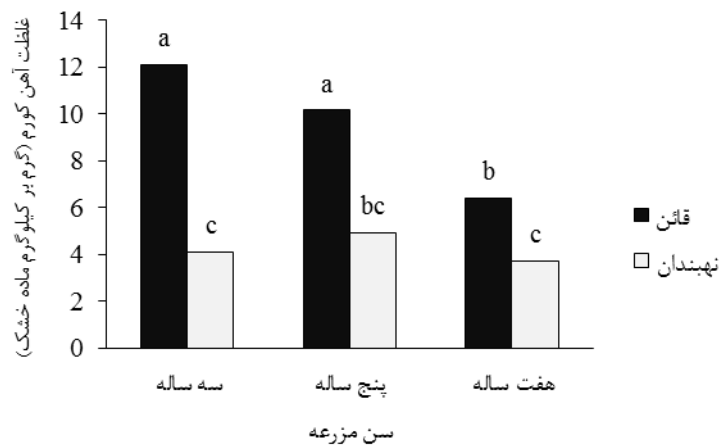 غلظت آهن کورم (گرم بر کیلوگرم ماده خشک)
14
12
10
8
6
4
2
0
a
c
a
bc
b
c
قائن
نهبندان
سه ساله
پنج ساله
هفت ساله
سن مزرعه